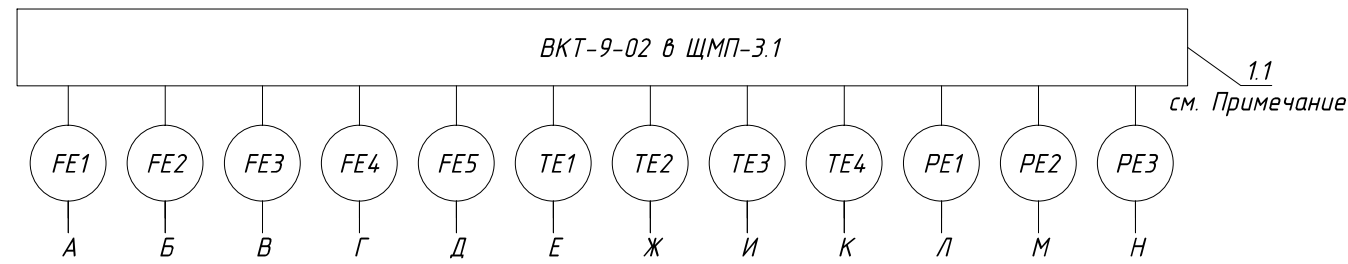 ВКТ-9-02 в ЩМП-3.1
1.1
см. Примечание
FE1 FE2 FE3 FE4 FE5 TE1 TE2 TE3 TE4 PE1 PE2 PE3
А Б В Г Д Е Ж И К Л М Н